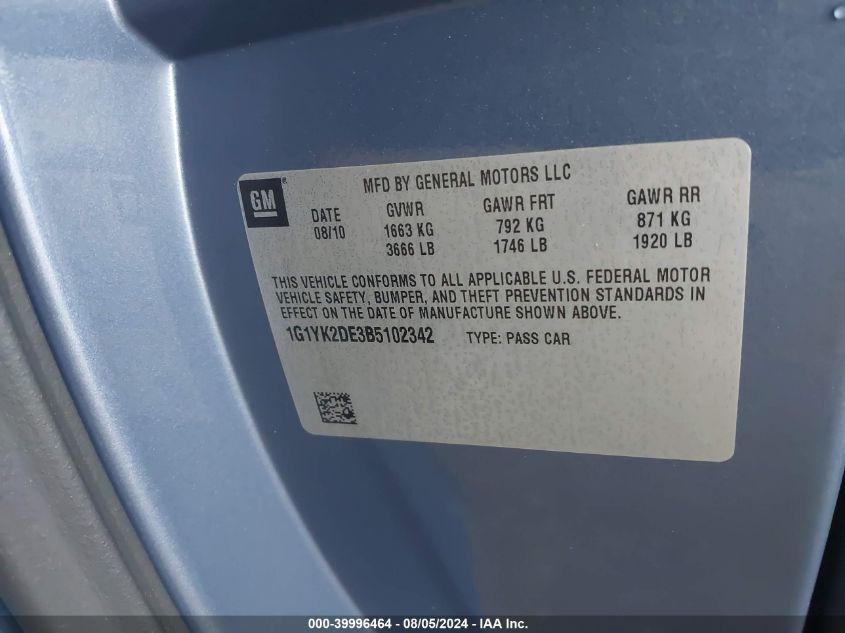 GM
MFD BY GENERAL MOTORS LLC
DATE GVWR GAWR FRT GAWR RR
08/10 1663 KG 792 KG 871 KG
3666 LB 1746 LB 1920 LB
THIS VEHICLE CONFORMS TO ALL APPLICABLE U.S. FEDERAL MOTOR
VEHICLE SAFETY, BUMPER, AND THEFT PREVENTION STANDARDS IN
EFFECT ON THE DATE OF MANUFACTURE SHOWN ABOVE.
1G1YK2DE3B5102342 TYPE: PASS CAR
000-39996464 - 08/05/2024 - IAA Inc.